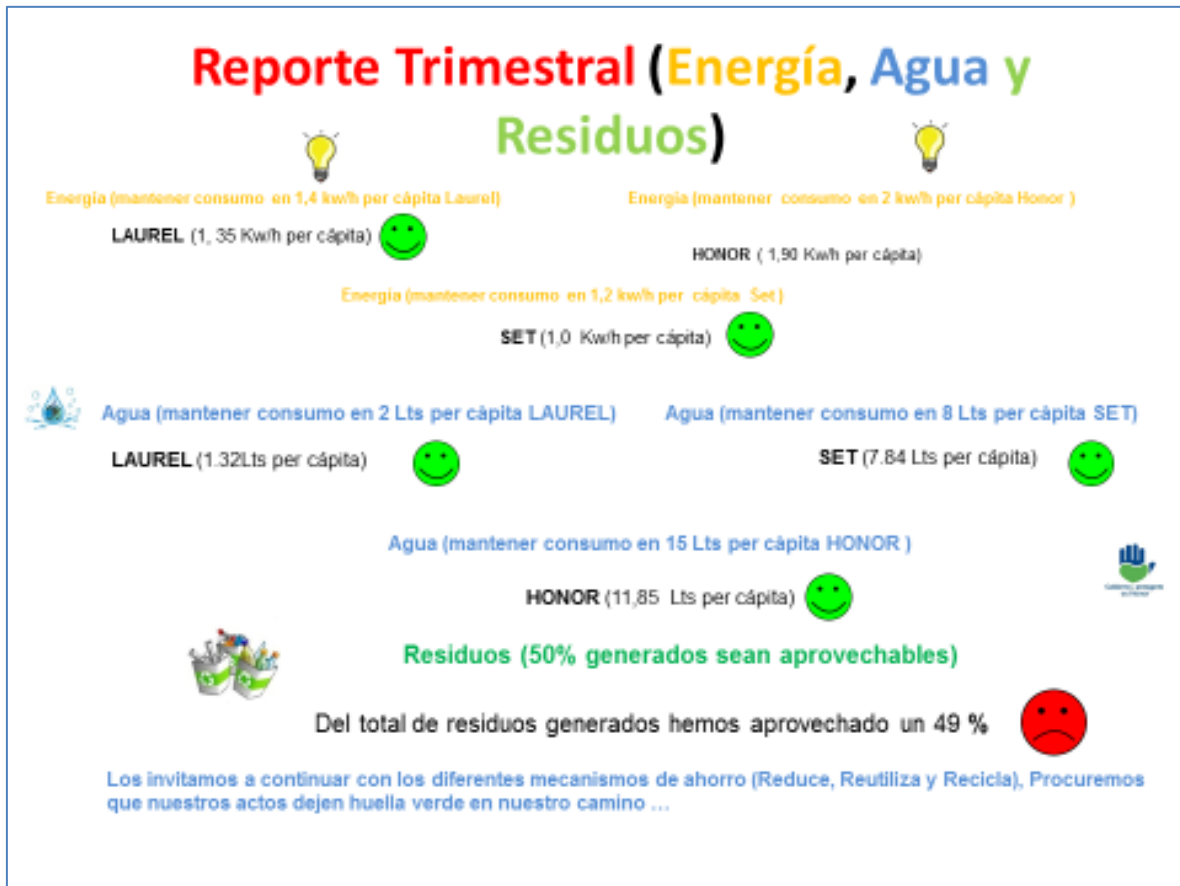 Reporte Trimestral (Energía, Agua y
Residuos)
Energía (mantener consumo en 1,4 kw/h per cápita Laurel)
Energía (mantener consumo en 2 kw/h per cápita Honor )
LAUREL (1, 35 Kw/h per cápita)
HONOR ( 1,90 Kw/h per cápita)
Energía (mantener consumo en 1,2 kw/h per cápita Set )
SET (1,0 Kw/h per cápita)
Agua (mantener consumo en 2 Lts per cápita LAUREL)
Agua (mantener consumo en 8 Lts per cápita SET)
LAUREL (1.32Lts per cápita)
SET (7.84 Lts per cápita)
Agua (mantener consumo en 15 Lts per cápita HONOR )
HONOR (11,85 Lts per cápita)
Residuos (50% generados sean aprovechables)
Del total de residuos generados hemos aprovechado un 49 %
Los invitamos a continuar con los diferentes mecanismos de ahorro (Reduce, Reutiliza y Recicla), Procuremos
que nuestros actos dejen huella verde en nuestro camino …